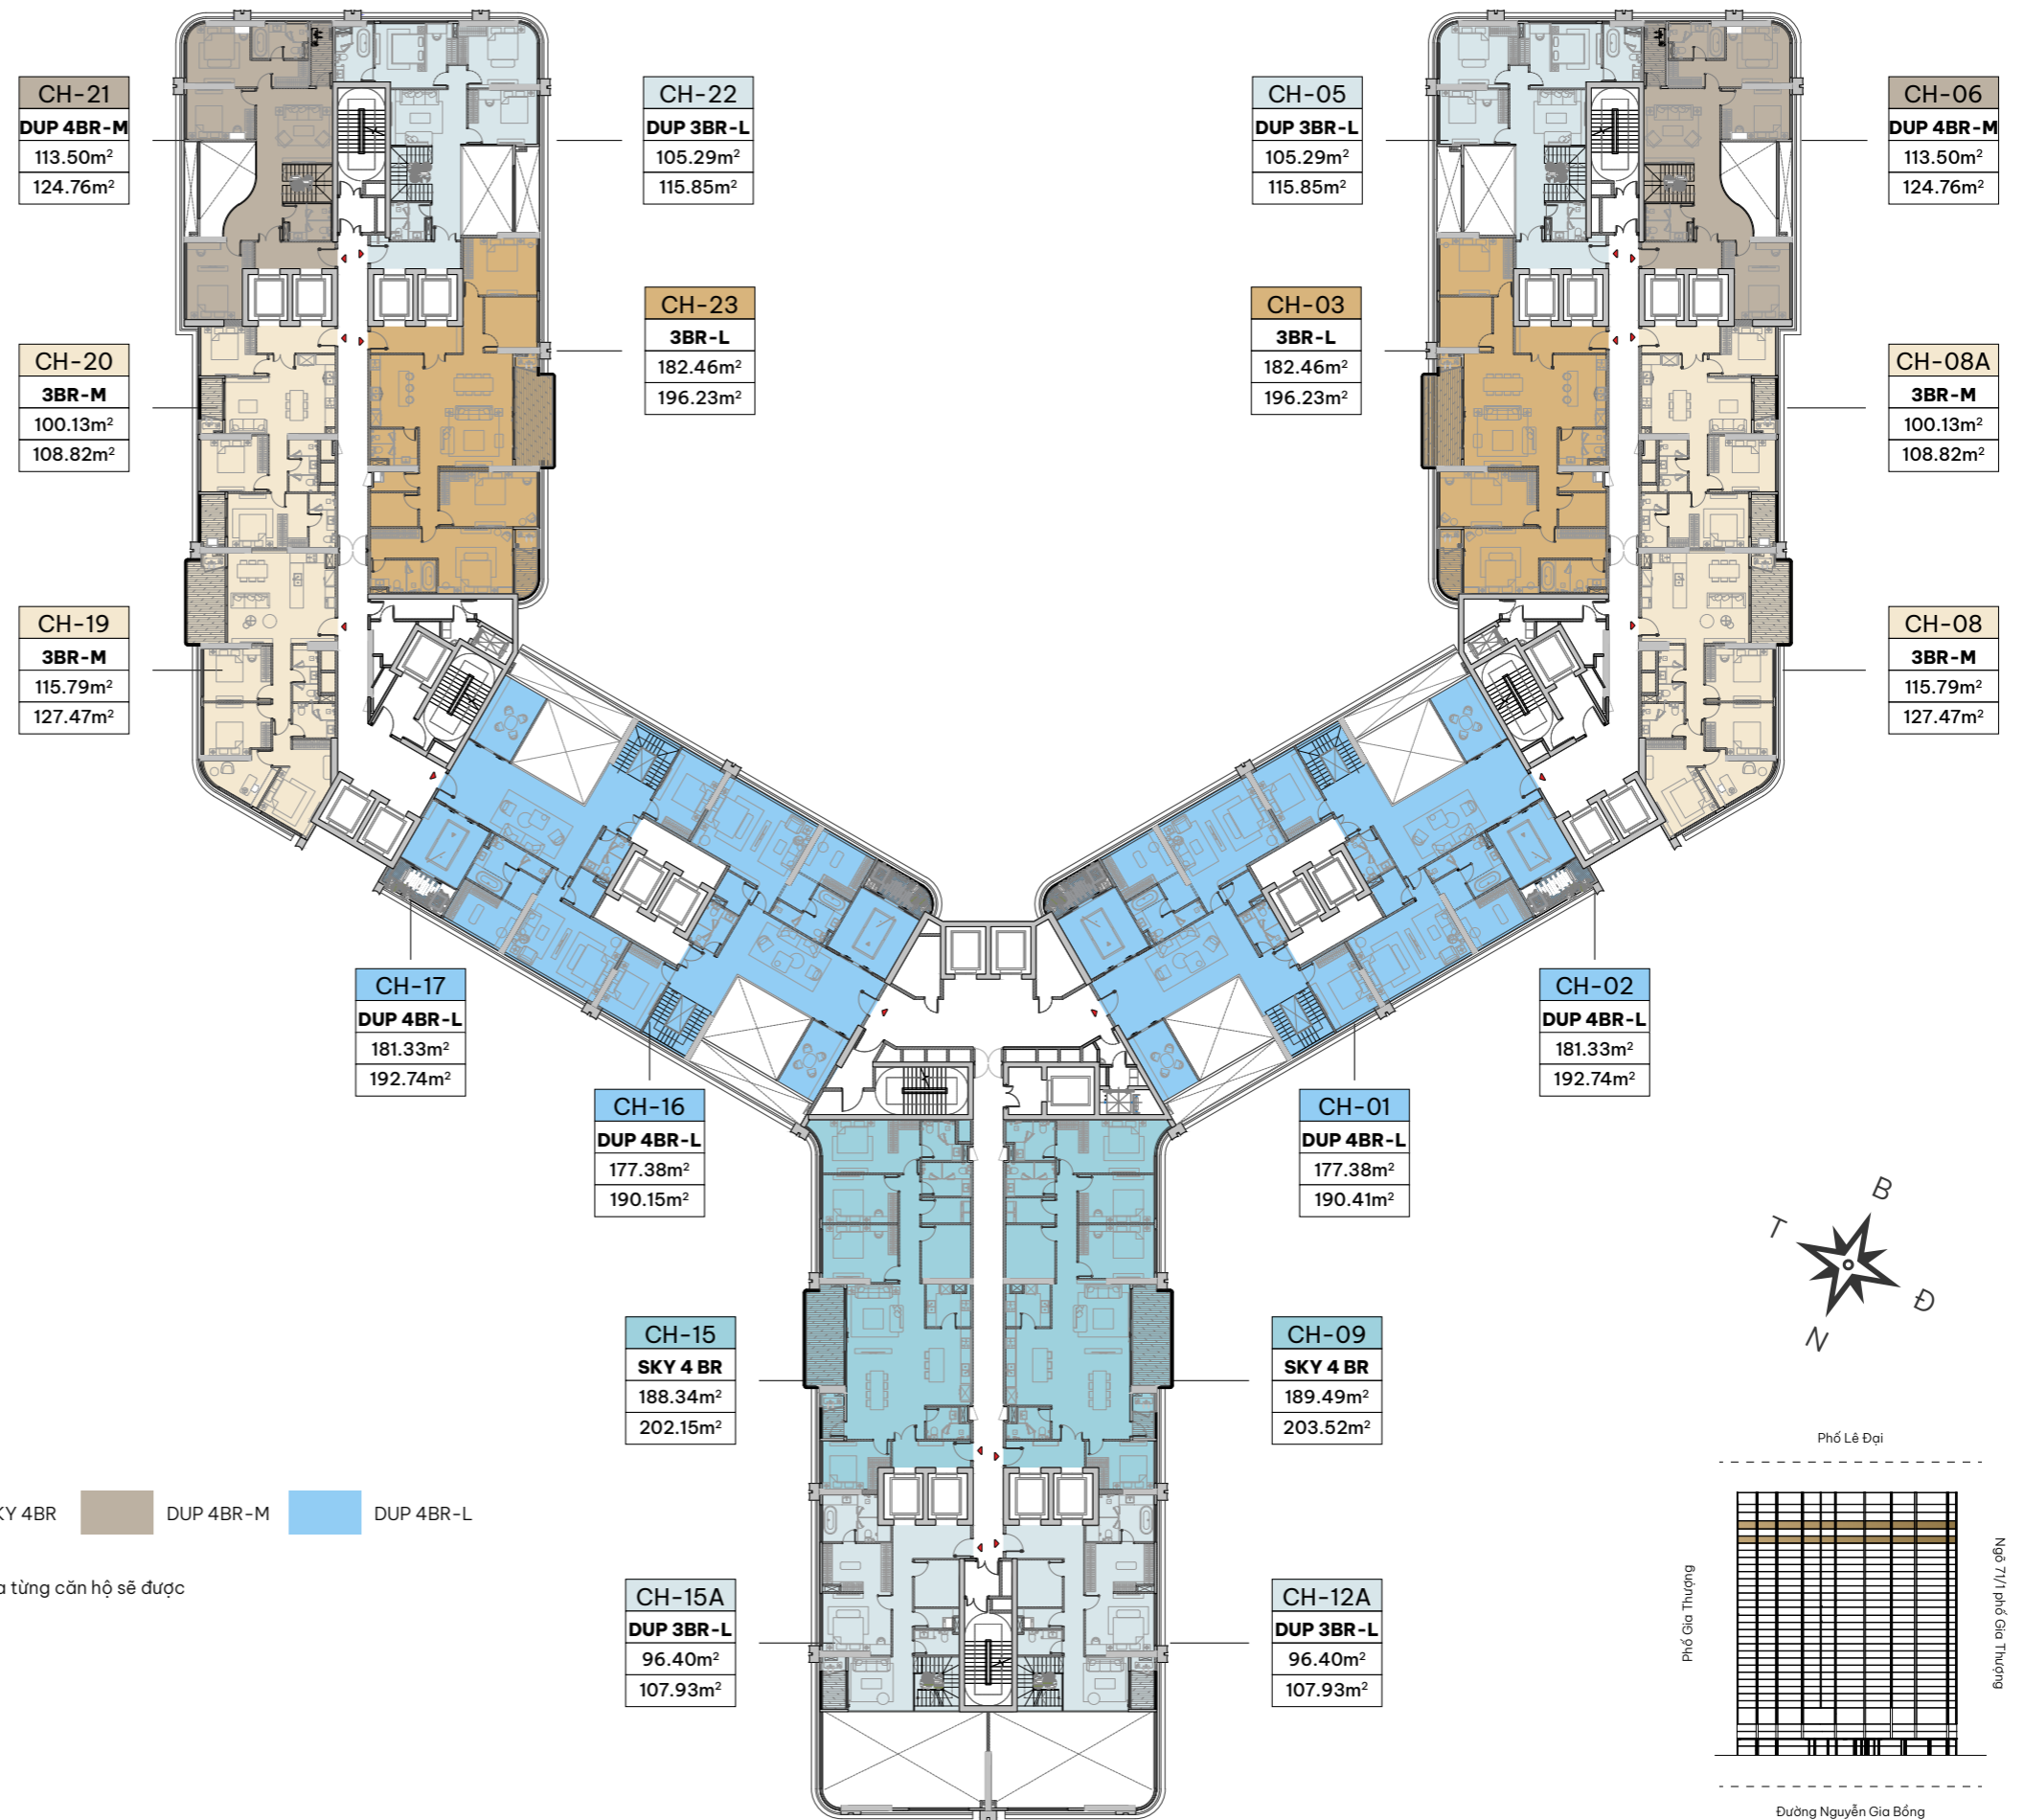 CH-21
DUP 4BR-M
113.50m²
124.76m²
CH-22
DUP 3BR-L
105.29m²
115.85m²
CH-05
DUP 3BR-L
105.29m²
115.85m²
CH-06
DUP 4BR-M
113.50m²
124.76m²
CH-23
3BR-L
182.46m²
196.23m²
CH-03
3BR-L
182.46m²
196.23m²
CH-20
3BR-M
100.13m²
108.82m²
CH-08A
3BR-M
100.13m²
108.82m²
CH-19
3BR-M
115.79m²
127.47m²
CH-08
3BR-M
115.79m²
127.47m²
CH-17
DUP 4BR-L
181.33m²
192.74m²
CH-02
DUP 4BR-L
181.33m²
192.74m²
CH-16
DUP 4BR-L
177.38m²
190.15m²
CH-01
DUP 4BR-L
177.38m²
190.41m²
B
T
Đ
N
CH-15
SKY 4 BR
188.34m²
202.15m²
CH-09
SKY 4 BR
189.49m²
203.52m²
Phố Lê Đại
KY 4BR
DUP 4BR-M
DUP 4BR-L
Phố Gia Thượng
Ngõ 71/1 phố Gia Thượng
từng căn hộ sẽ được
CH-15A
DUP 3BR-L
96.40m²
107.93m²
CH-12A
DUP 3BR-L
96.40m²
107.93m²
Đường Nguyễn Gia Bồng